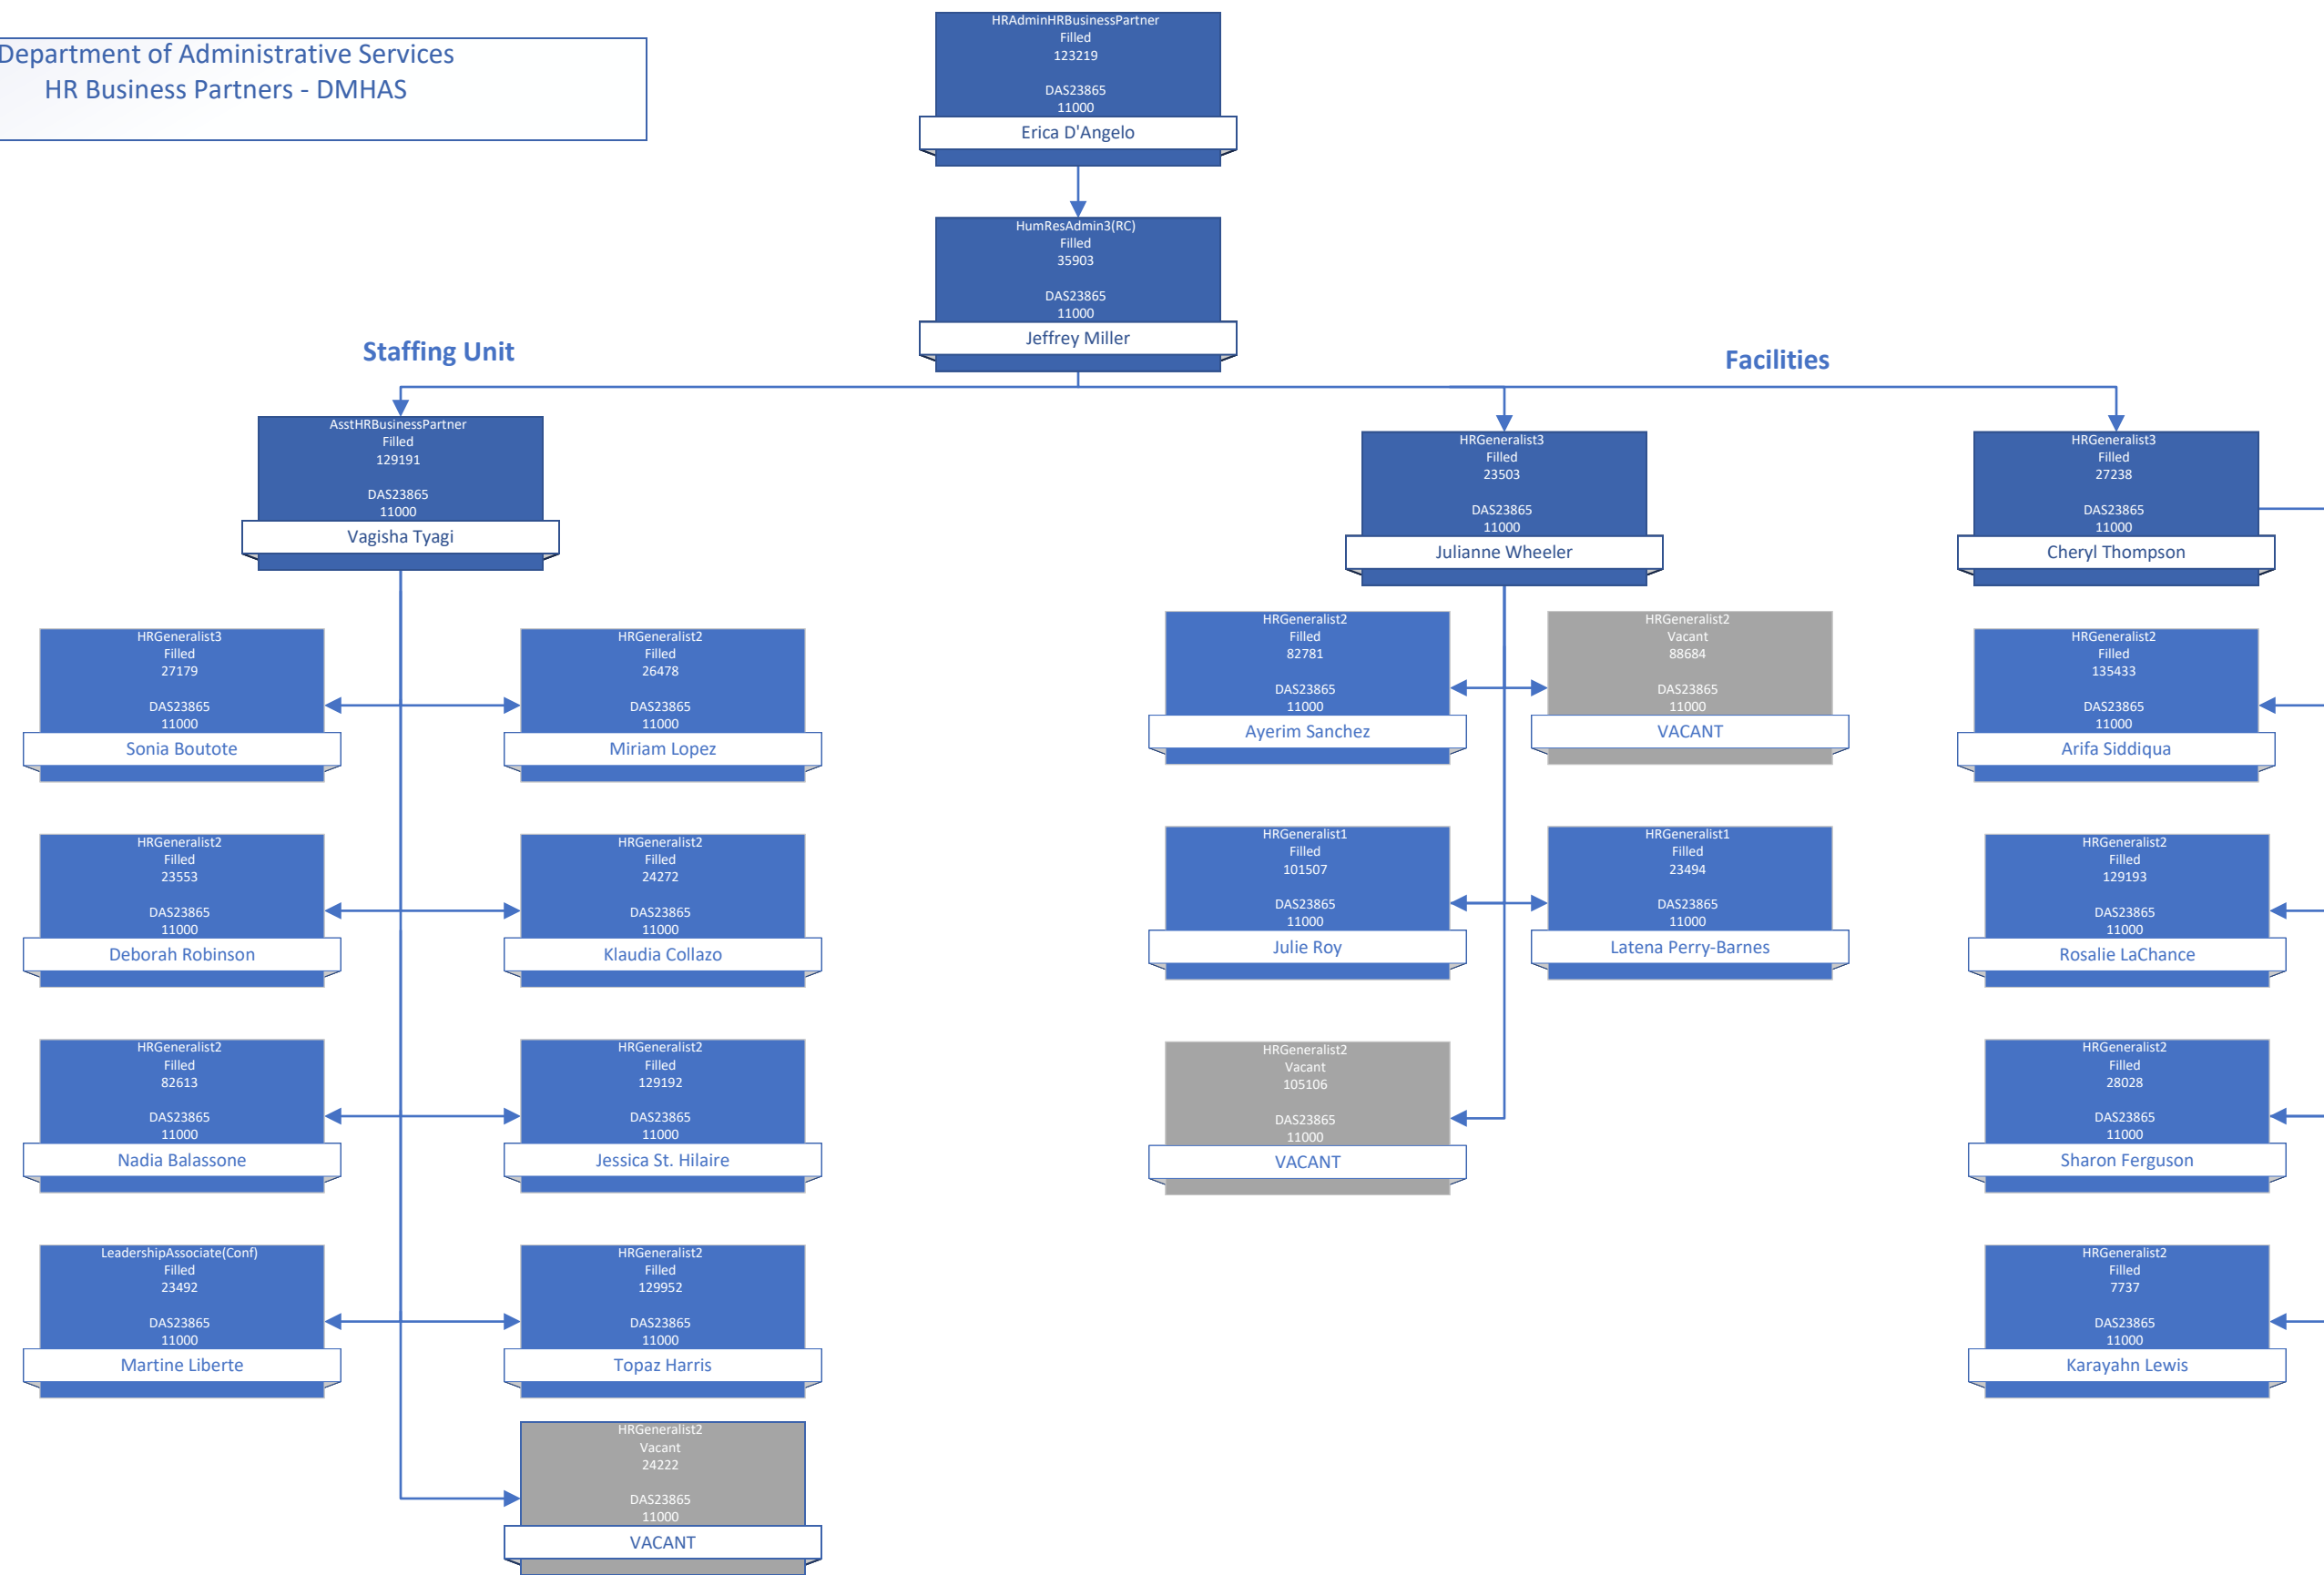 Department of Administrative Services
HR Business Partners - DMHAS
HRAdminHRBusinessPartner
Filled
123219
DAS23865
11000
Erica D'Angelo
HumResAdmin3(RC)
Filled
35903
DAS23865
11000
Jeffrey Miller
Staffing Unit
Facilities
AsstHRBusinessPartner
Filled
129191
DAS23865
11000
Vagisha Tyagi
HRGeneralist3
Filled
27179
DAS23865
11000
Sonia Boutote
HRGeneralist2
Filled
26478
DAS23865
11000
Miriam Lopez
HRGeneralist2
Filled
23553
DAS23865
11000
Deborah Robinson
HRGeneralist2
Filled
24272
DAS23865
11000
Klaudia Collazo
HRGeneralist2
Filled
82613
DAS23865
11000
Nadia Balassone
HRGeneralist2
Filled
129192
DAS23865
11000
Jessica St. Hilaire
LeadershipAssociate(Conf)
Filled
23492
DAS23865
11000
Martine Liberte
HRGeneralist2
Filled
129952
DAS23865
11000
Topaz Harris
HRGeneralist2
Vacant
24222
DAS23865
11000
VACANT
HRGeneralist3
Filled
23503
DAS23865
11000
Julianne Wheeler
HRGeneralist2
Filled
82781
DAS23865
11000
Ayerim Sanchez
HRGeneralist2
Vacant
88684
DAS23865
11000
VACANT
HRGeneralist1
Filled
101507
DAS23865
11000
Julie Roy
HRGeneralist1
Filled
23494
DAS23865
11000
Latena Perry-Barnes
HRGeneralist2
Vacant
105106
DAS23865
11000
VACANT
HRGeneralist3
Filled
27238
DAS23865
11000
Cheryl Thompson
HRGeneralist2
Filled
135433
DAS23865
11000
Arifa Siddiqua
HRGeneralist2
Filled
129193
DAS23865
11000
Rosalie LaChance
HRGeneralist2
Filled
28028
DAS23865
11000
Sharon Ferguson
HRGeneralist2
Filled
7737
DAS23865
11000
Karayahn Lewis